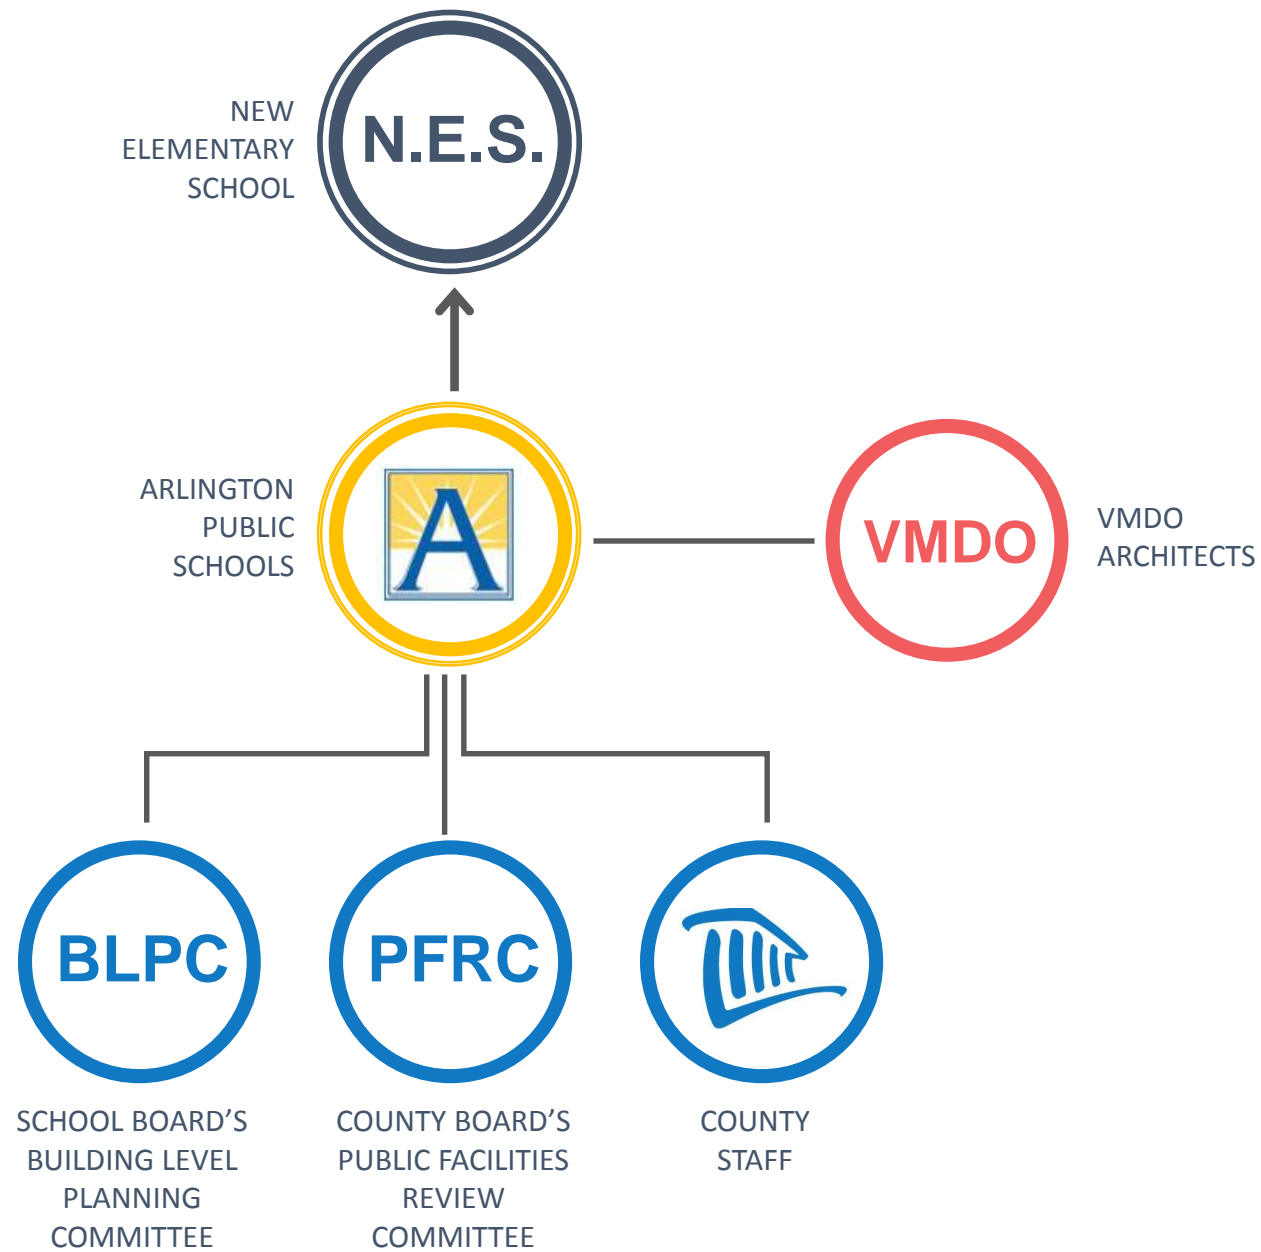 NEW
ELEMENTARY
SCHOOL
N.E.S.
ARLINGTON
PUBLIC
SCHOOLS
A
VMDO
VMDO
ARCHITECTS
BLPC
PFRC
SCHOOL BOARD’S
BUILDING LEVEL
PLANNING
COMMITTEE
COUNTY BOARD’S
PUBLIC FACILITIES
REVIEW
COMMITTEE
COUNTY
STAFF